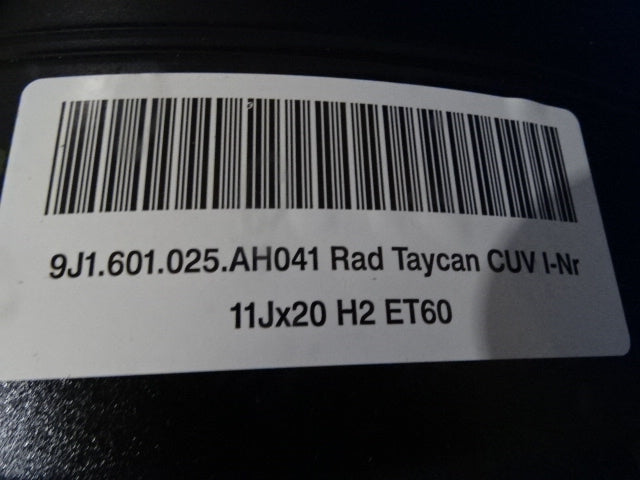 9J1.601.025.AH041 Rad Taycan CUV I-Nr
11Jx20 H2 ET60